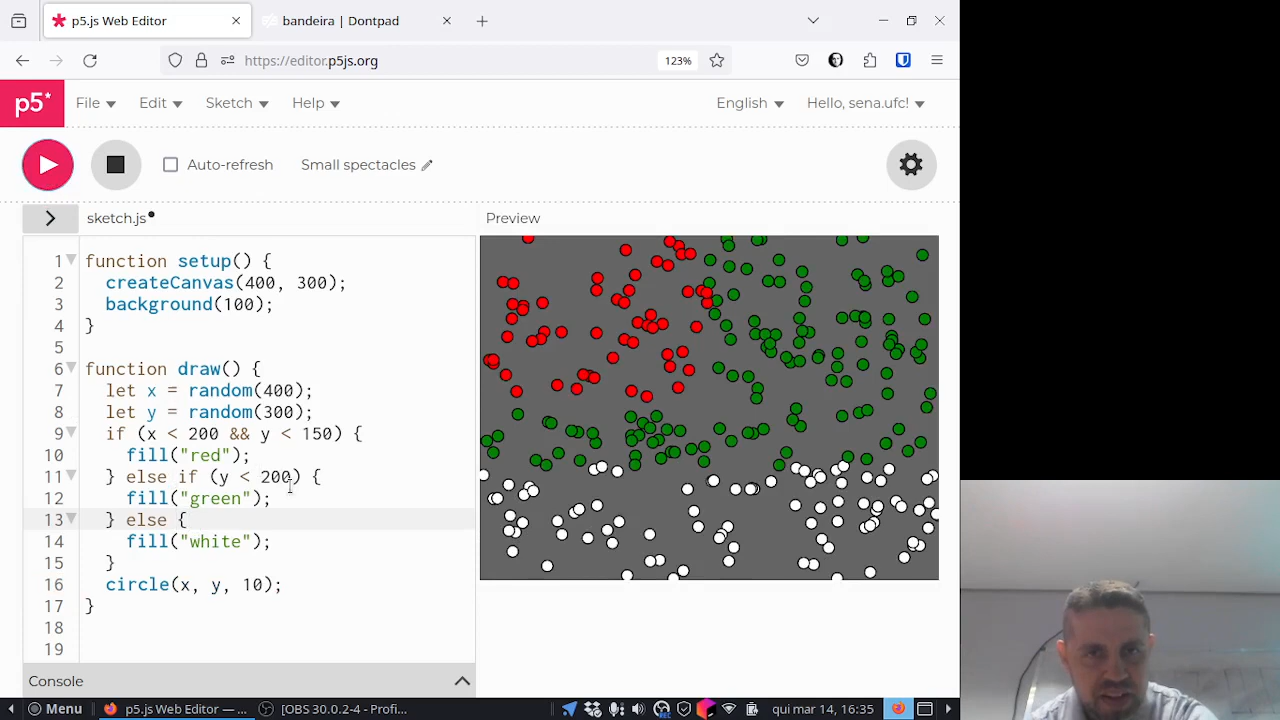 p5.js Web Editor
bandeira | Dontpad
https://editor.p5js.org
123%
p5*
File
Edit
Sketch
Help
English
Hello, sena.ufc!
Auto-refresh
Small spectacles
sketch.js
Preview
1 function setup() {
2 createCanvas(400, 300);
3 background(100);
4 }
5
6 function draw() {
7 let x = random(400);
8 let y = random(300);
9 if (x < 200 && y < 150) {
10 fill("red");
11 } else if (y < 200) {
12 fill("green");
13 } else {
14 fill("white");
15 }
16 circle(x, y, 10);
17 }
18
19
Console
Menu
p5.js Web Editor — ...
[OBS 30.0.2-4 - Profi...
REC
qui mar 14, 16:35